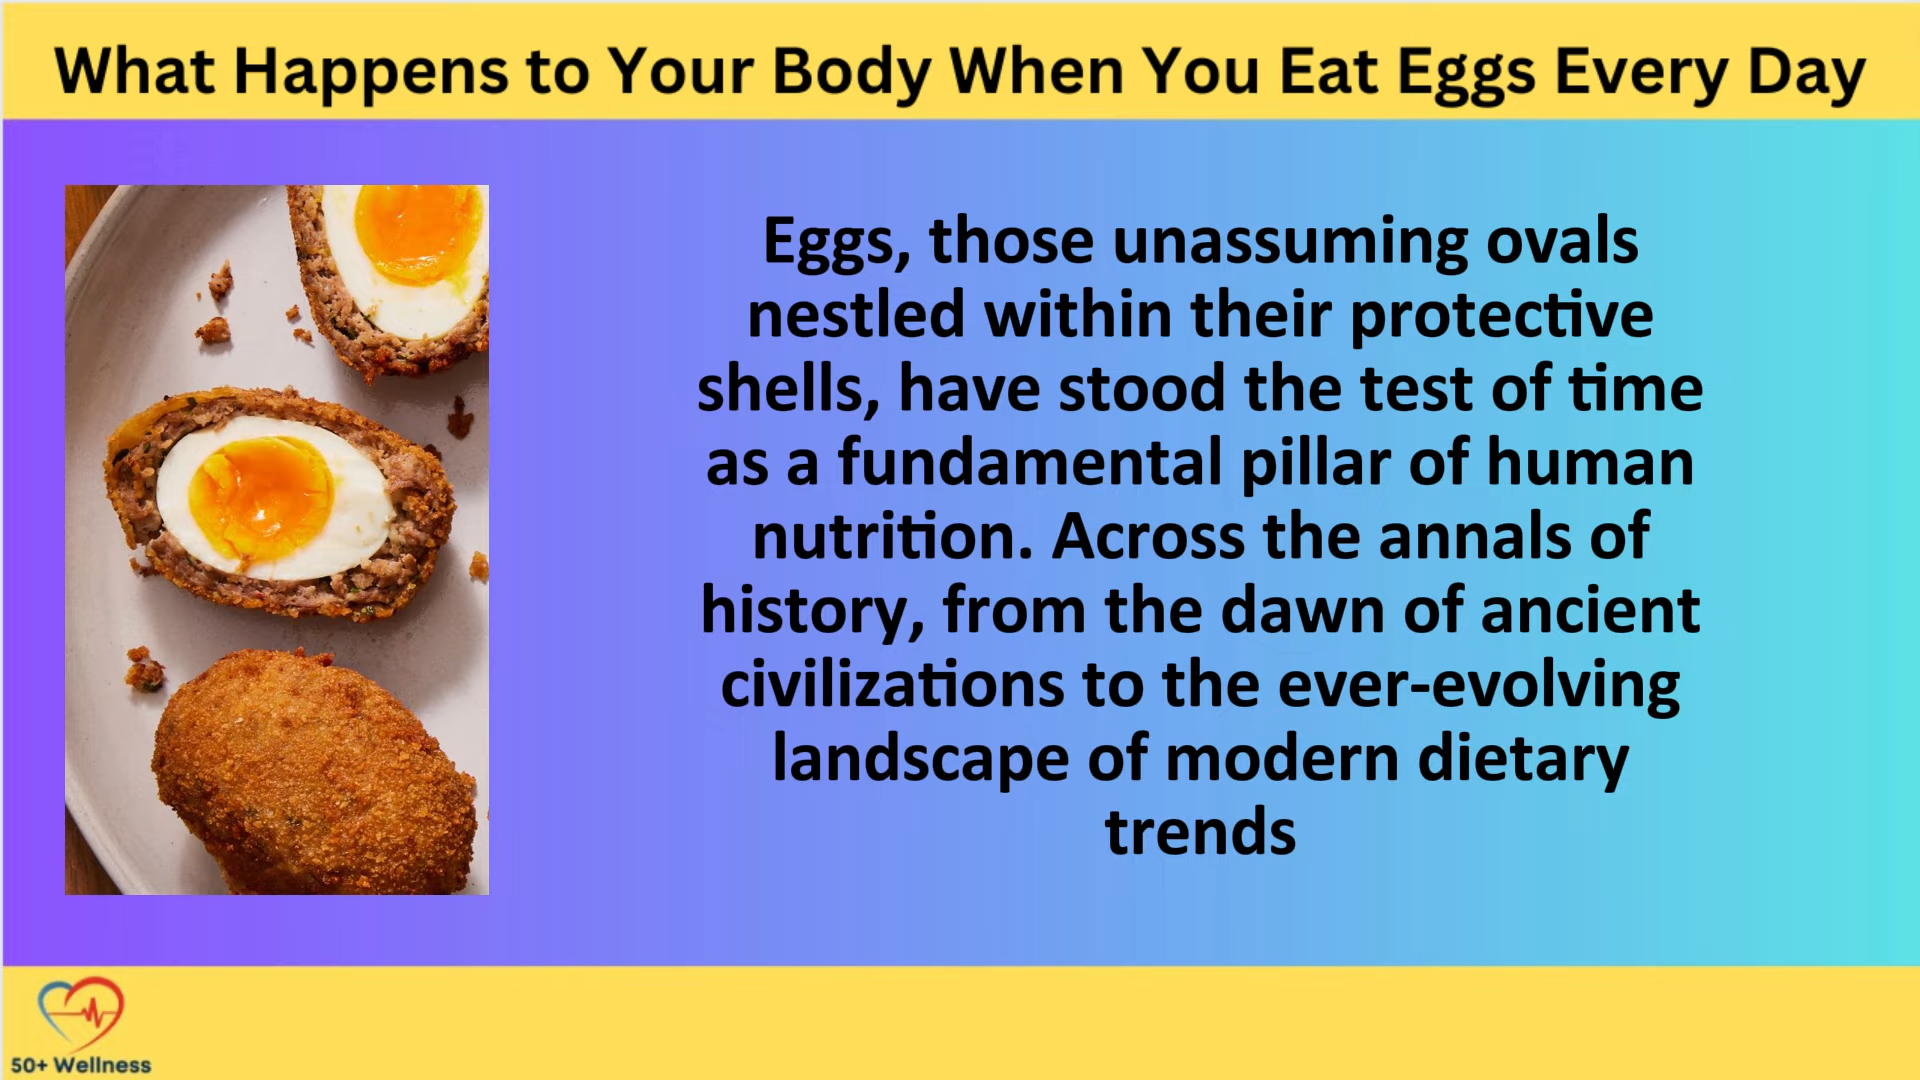 What Happens to Your Body When You Eat Eggs Every Day
Eggs, those unassuming ovals
nestled within their protective
shells, have stood the test of time
as a fundamental pillar of human
nutrition. Across the annals of
history, from the dawn of ancient
civilizations to the ever-evolving
landscape of modern dietary
trends
50+ Wellness